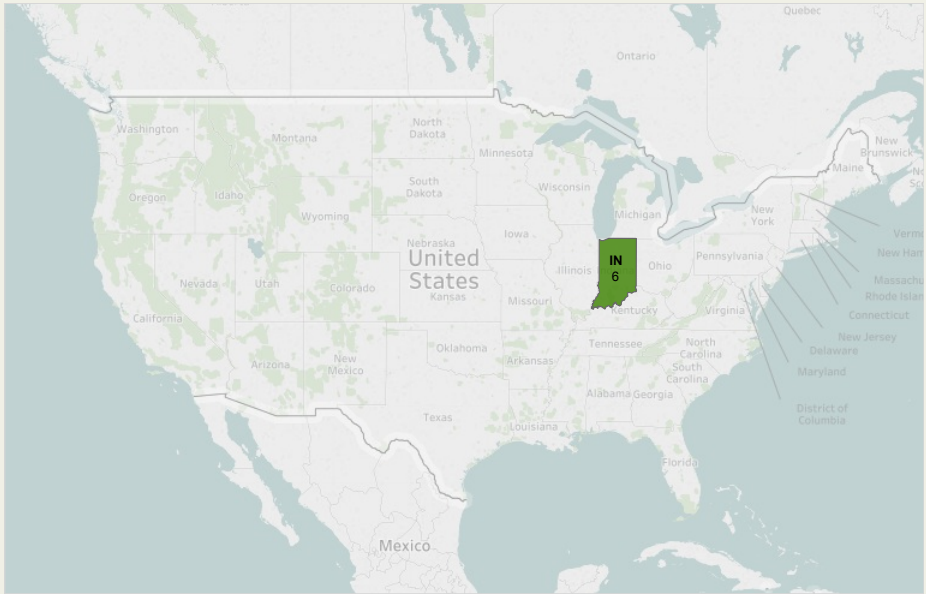 Quebec
Ontario
Washington
North
Dakota
Montana
Minnesota
New
Brunswick
Maine
Oregon
Idaho
South
Dakota
Wisconsin
Michigan
New
York
Wyoming
Iowa
Nebraska
Vermo
New Ham
Nevada
Utah
Colorado
United
States
Kansas
Illinois
IN
6
Ohio
Pennsylvania
Massachu
Rhode Islan
Connecticut
California
Missouri
Kentucky
Virginia
New Jersey
Delaware
Maryland
Arizona
New
Mexico
Oklahoma
Arkansas
Tennessee
North
Carolina
South
Carolina
Alabama
Georgia
District of
Columbia
Texas
Louisiana
Florida
Mexico